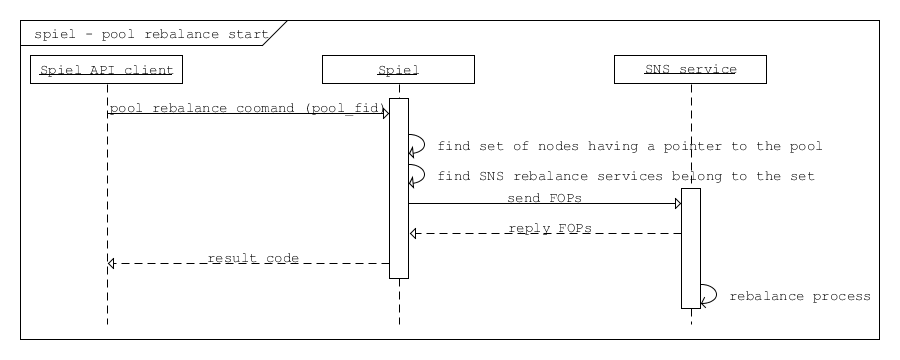 spiel - pool rebalance start
Spiel API client
Spiel
SNS service
pool rebalance coomand (pool_fid)
find set of nodes having a pointer to the pool
find SNS rebalance services belong to the set
send FOPs
reply FOPs
result code
rebalance process